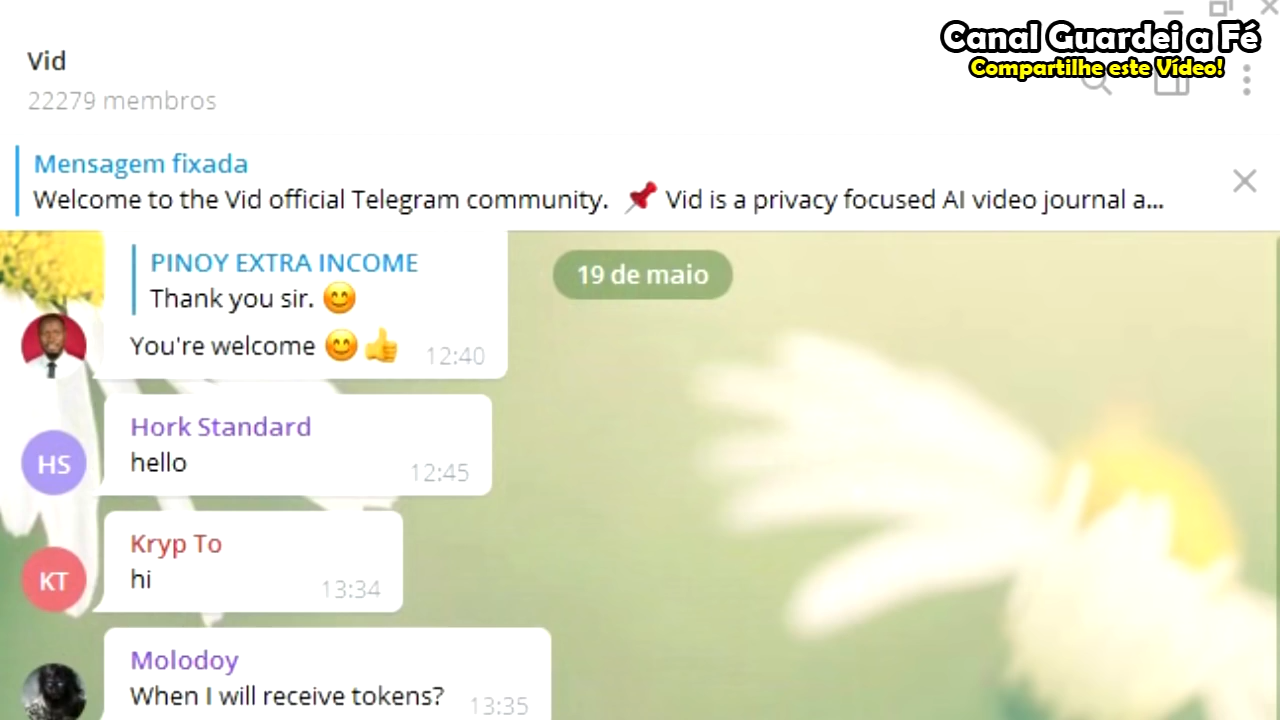 Canal Guardei a Fé
Compartilhe este Vídeo!
Vid
22279 membros
Mensagem fixada
Welcome to the Vid official Telegram community. 📌 Vid is a privacy focused AI video journal a...
19 de maio
PINOY EXTRA INCOME
Thank you sir. 😊
You're welcome 😊👍 12:40
HS
Hork Standard
hello 12:45
KT
Kryp To
hi 13:34
Molodoy
When I will receive tokens? 13:35